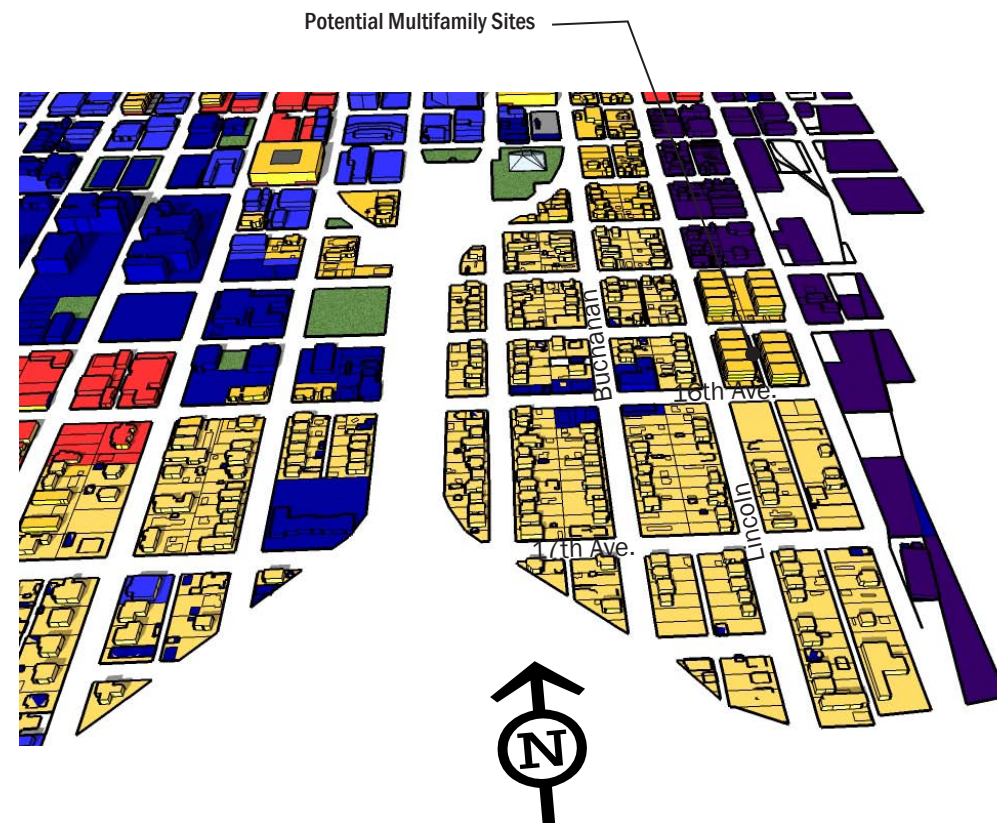 Potential Multifamily Sites
Buchanan
16th Ave.
Lincoln
17th Ave.
N